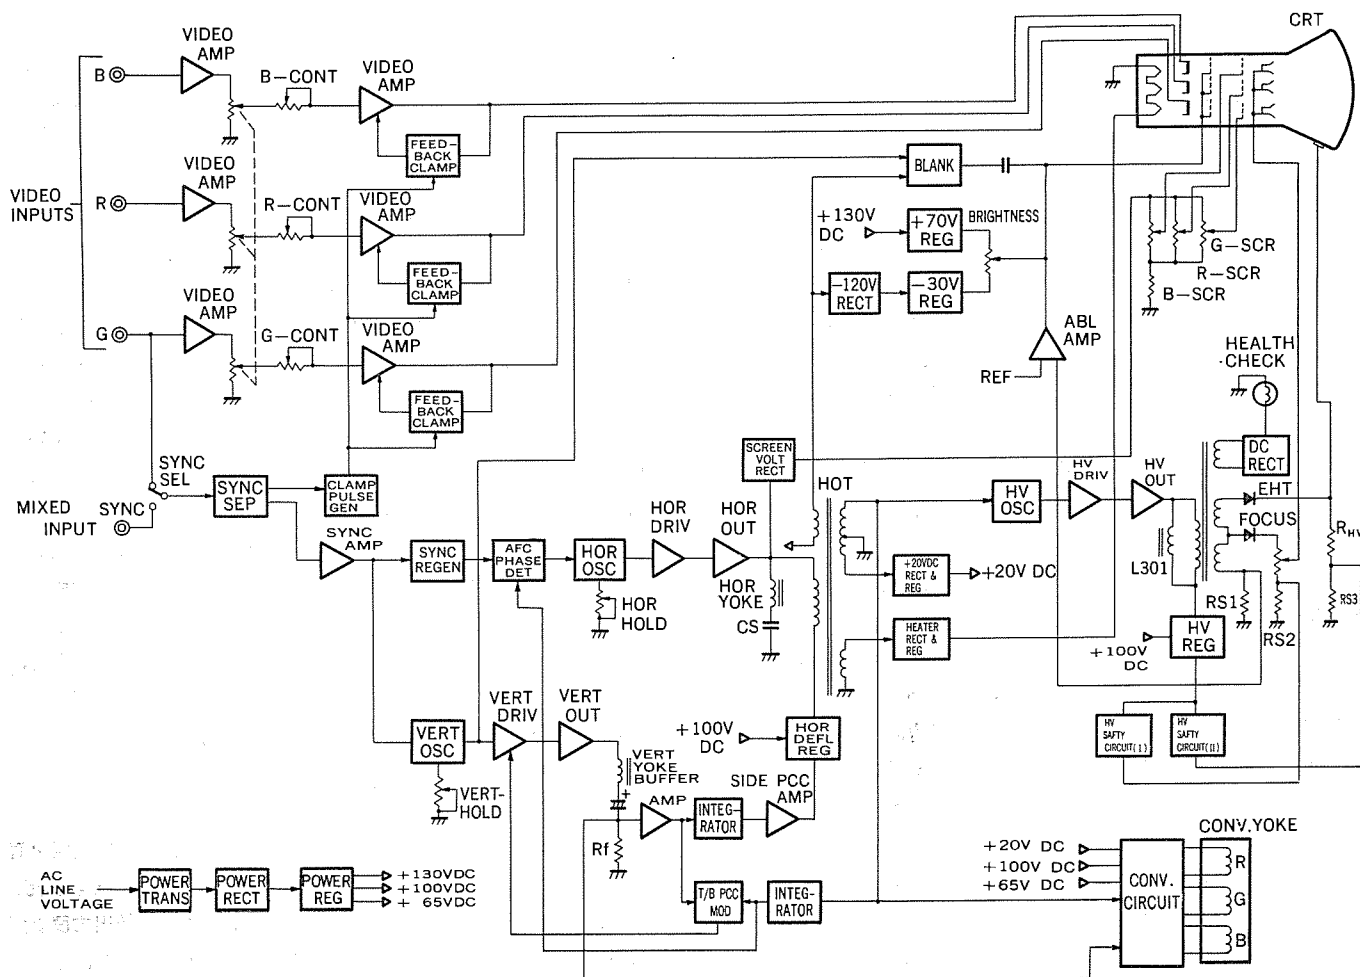 VIDEO
AMP
B
B-CONT
VIDEO
AMP
FEED-
BACK
CLAMP
CRT
VIDEO
INPUTS
VIDEO
AMP
R
R-CONT
VIDEO
AMP
FEED-
BACK
CLAMP
BLANK
+130V
DC
+70V
REG
BRIGHTNESS
-120V
RECT
-30V
REG
G-SCR
R-SCR
B-SCR
VIDEO
AMP
G
G-CONT
VIDEO
AMP
FEED-
BACK
CLAMP
ABL
AMP
REF
HEALTH
CHECK
DC
RECT
SYNC
SEL
MIXED
INPUT
SYNC
SYNC
SEP
CLAMP
PULSE
GEN
SCREEN
VOLT
RECT
HOT
HV
OSC
HV
DRIV
HV
OUT
EHT
FOCUS
RHV
SYNC
AMP
SYNC
REGEN
AFC
PHASE
DET
HOR
OSC
HOR
DRIV
HOR
OUT
HOR
HOLD
HOR
YOKE
CS
+20VDC
RECT &
REG
+20V DC
HEATER
RECT &
REG
L301
RS1
RS2
RS3
+100V
DC
HV
REG
HV
SAFTY
CIRCUIT(I)
HV
SAFTY
CIRCUIT(II)
VERT
OSC
VERT
DRIV
VERT
OUT
VERT-
HOLD
VERT
YOKE
BUFFER
+
+100V
DC
HOR
DEFL
REG
AMP
INTEG-
RATOR
SIDE PCC
AMP
Rf
T/B PCC
MOD
INTEG-
RATOR
AC
LINE
VOLTAGE
POWER
TRANS
POWER
RECT
POWER
REG
+130VDC
+100VDC
+ 65VDC
+20V DC
+100V DC
+65V DC
CONV.
CIRCUIT
CONV.YOKE
R
G
B